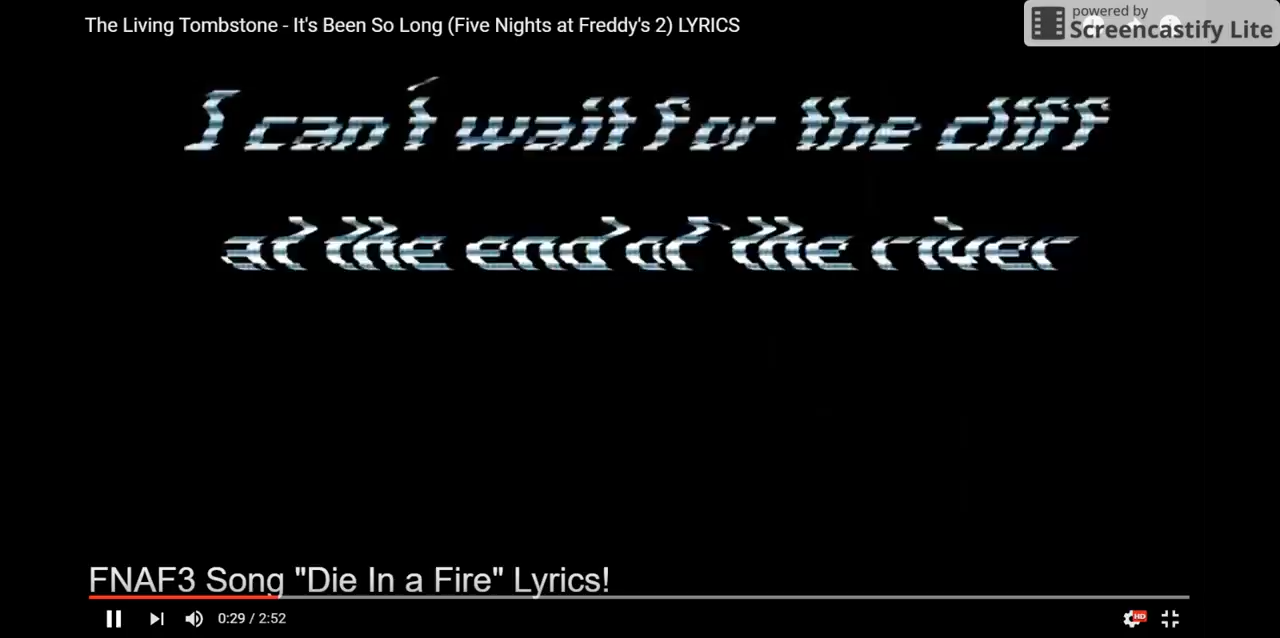 The Living Tombstone - It's Been So Long (Five Nights at Freddy's 2) LYRICS
powered by
Screencastify Lite
I can't wait for the cliff
at the end of the river
FNAF3 Song "Die In a Fire" Lyrics!
0:29 / 2:52
HD